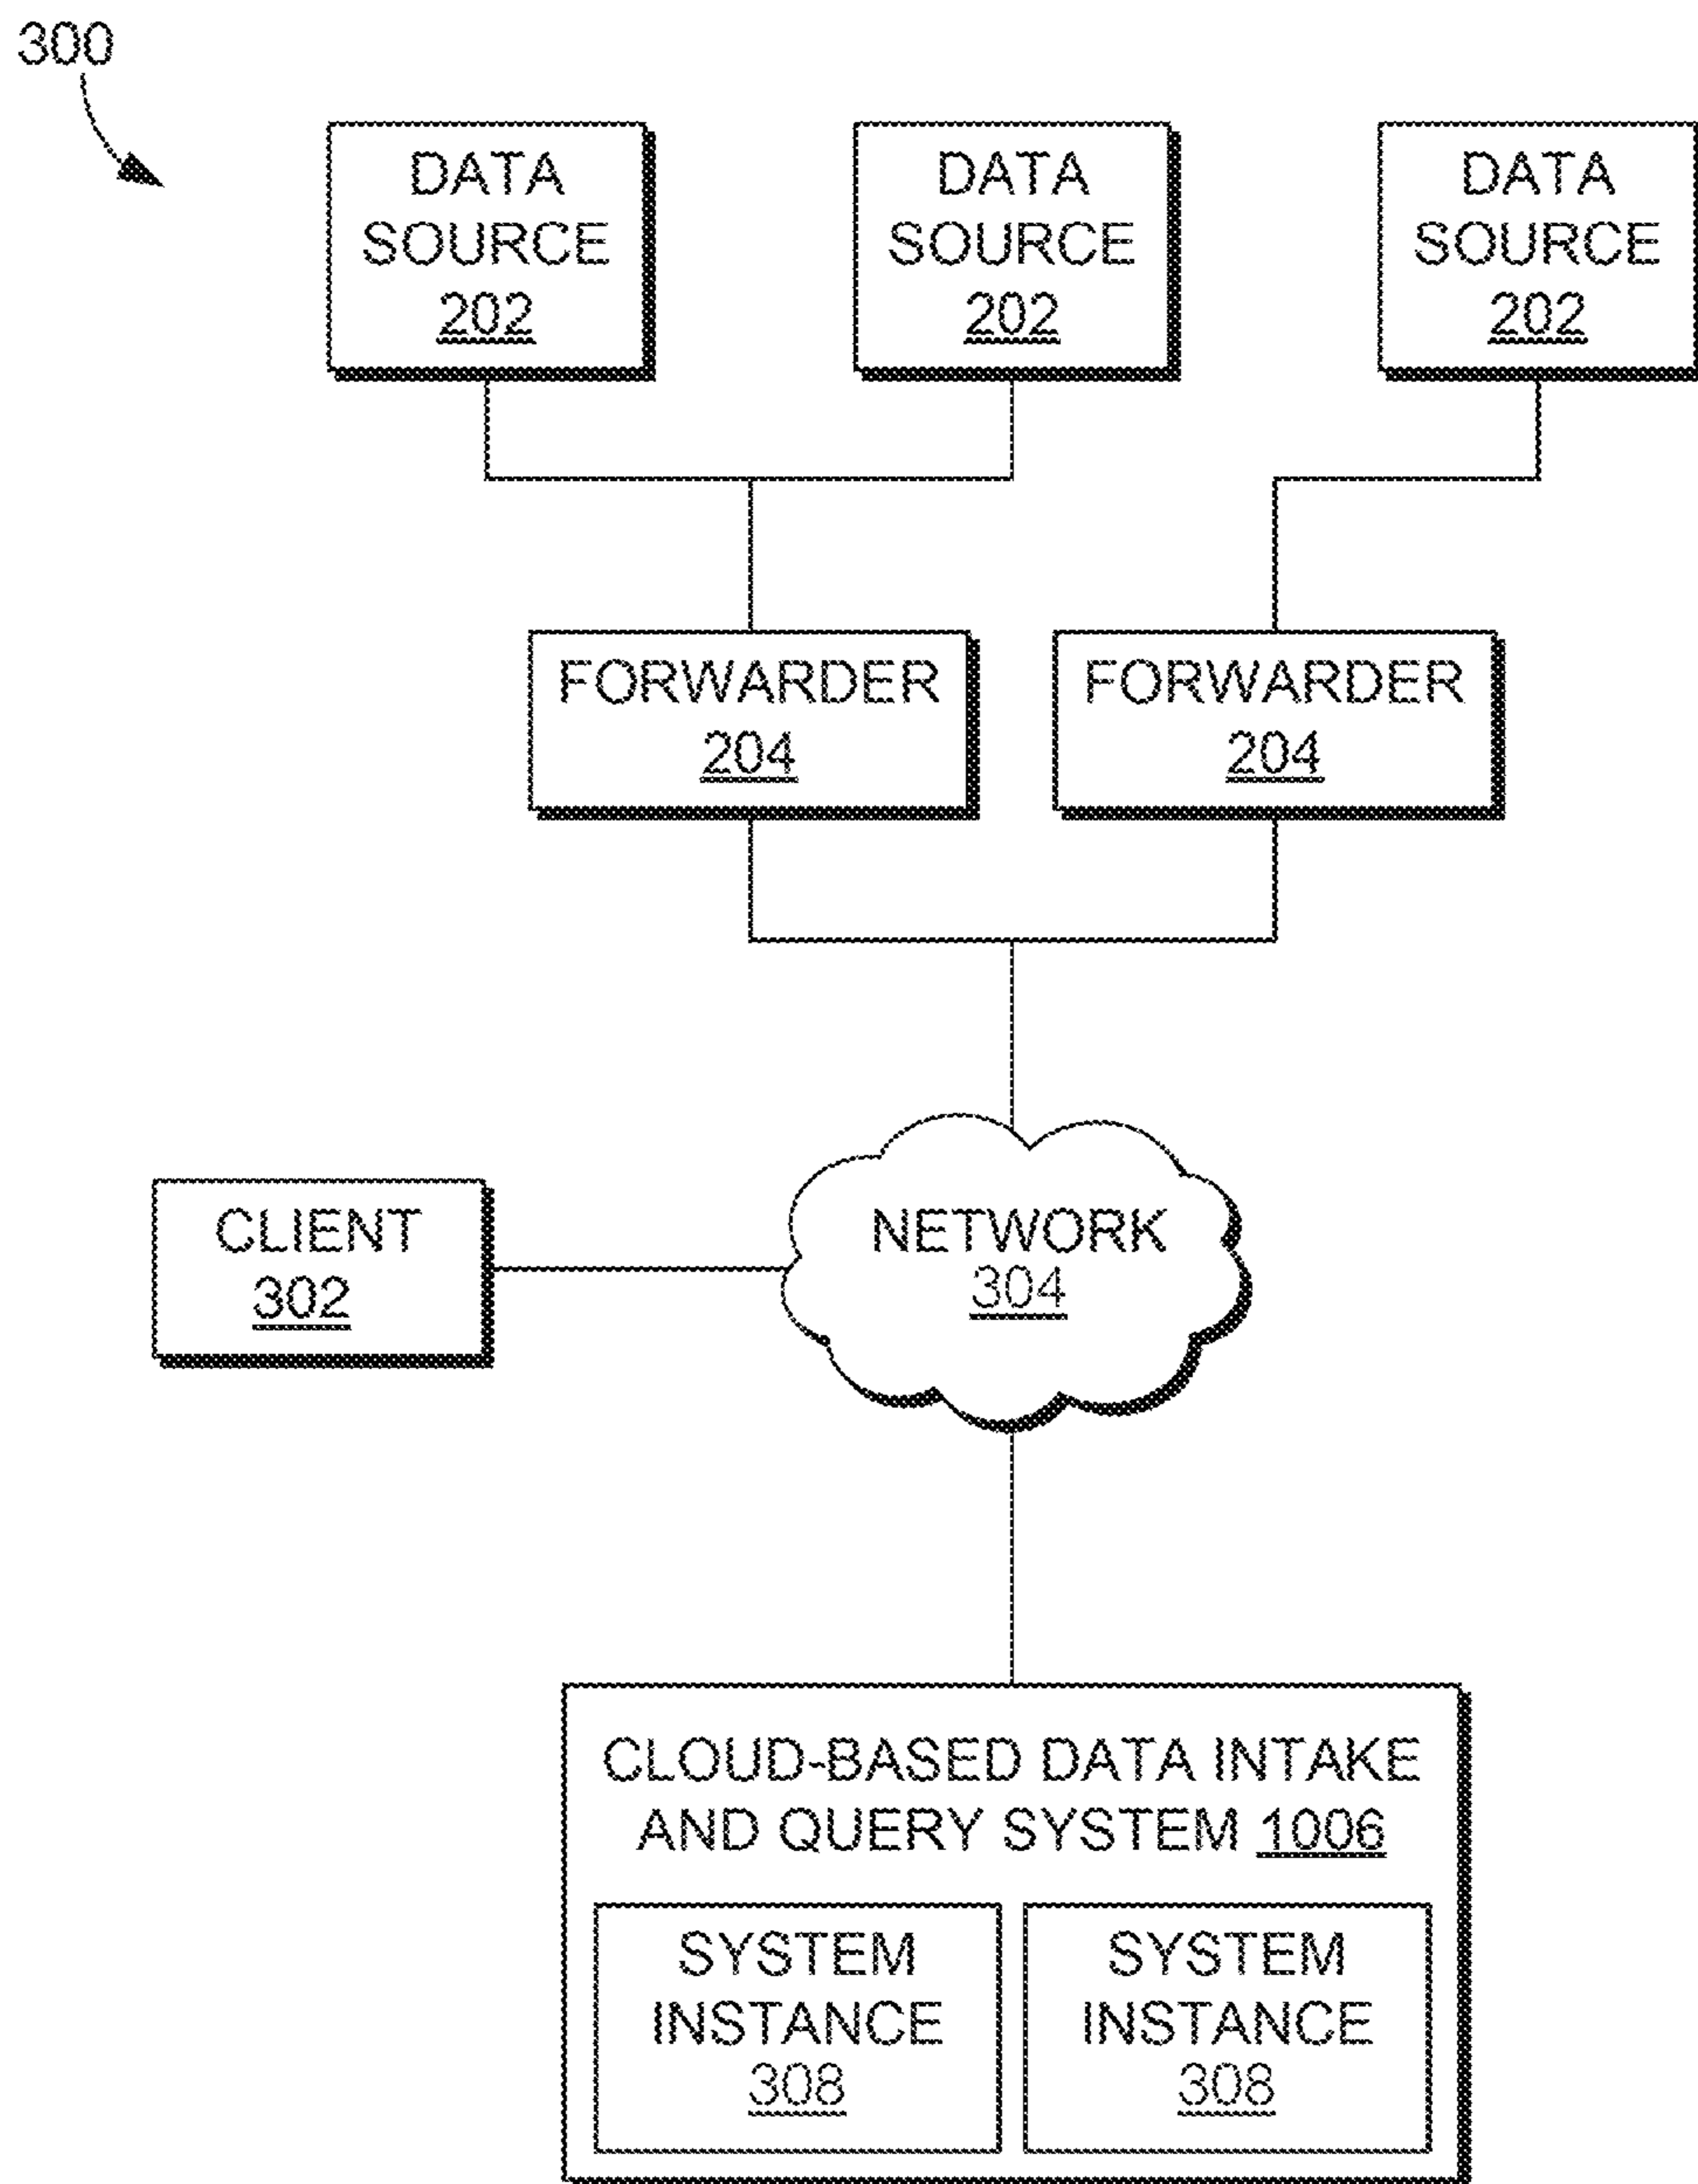 300
DATA
SOURCE
202
DATA
SOURCE
202
DATA
SOURCE
202
FORWARDER
204
FORWARDER
204
CLIENT
302
NETWORK
304
CLOUD-BASED DATA INTAKE
AND QUERY SYSTEM 1006
SYSTEM
INSTANCE
308
SYSTEM
INSTANCE
308